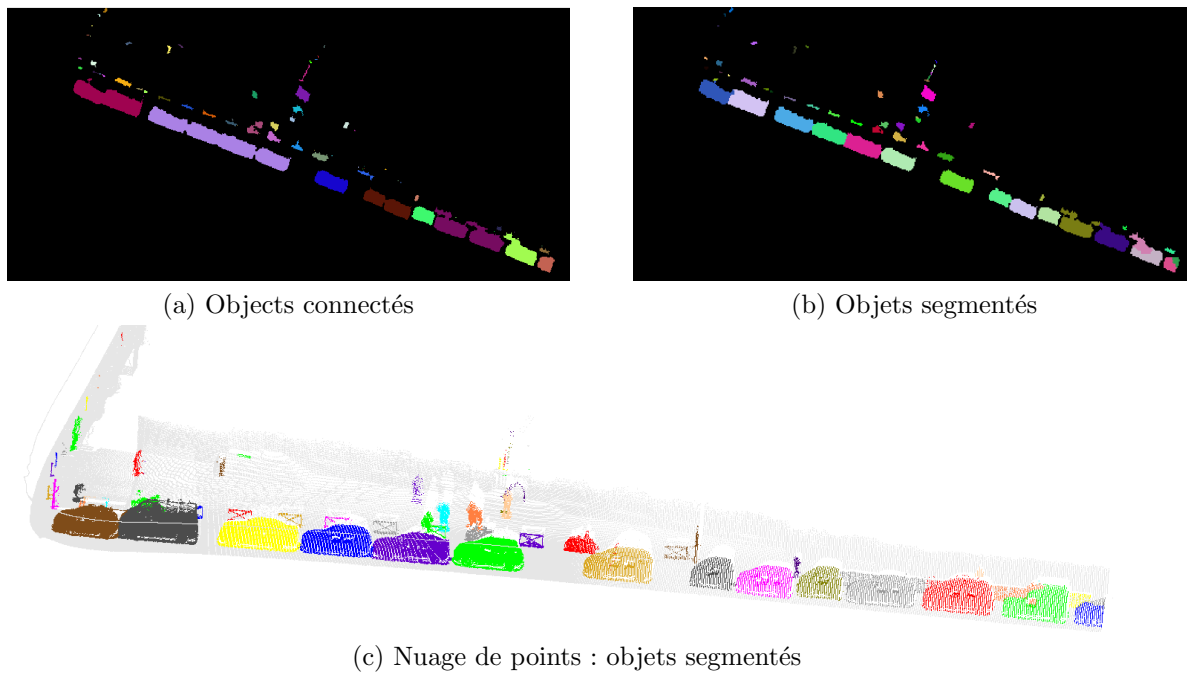 (a) Objects connectés
(b) Objets segmentés
(c) Nuage de points : objets segmentés